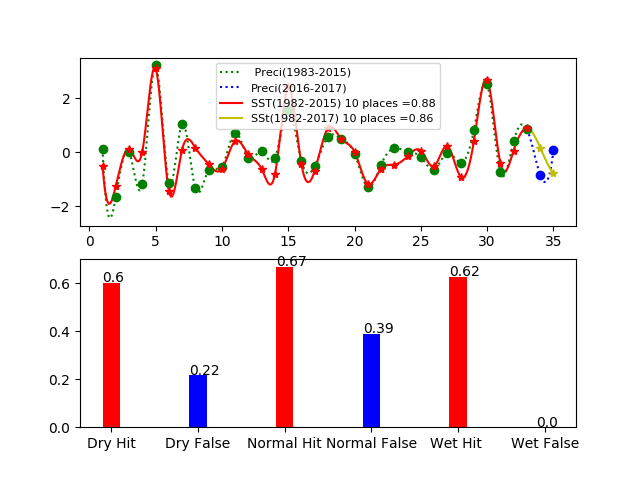 Preci(1983-2015)
Preci(2016-2017)
SST(1982-2015) 10 places =0.88
SSt(1982-2017) 10 places =0.86
2
0
−2
0 5 10 15 20 25 30 35
0.6
0.4
0.2
0.0
0.6
0.22
0.67
0.39
0.62
0.0
Dry Hit Dry False Normal Hit Normal False Wet Hit Wet False